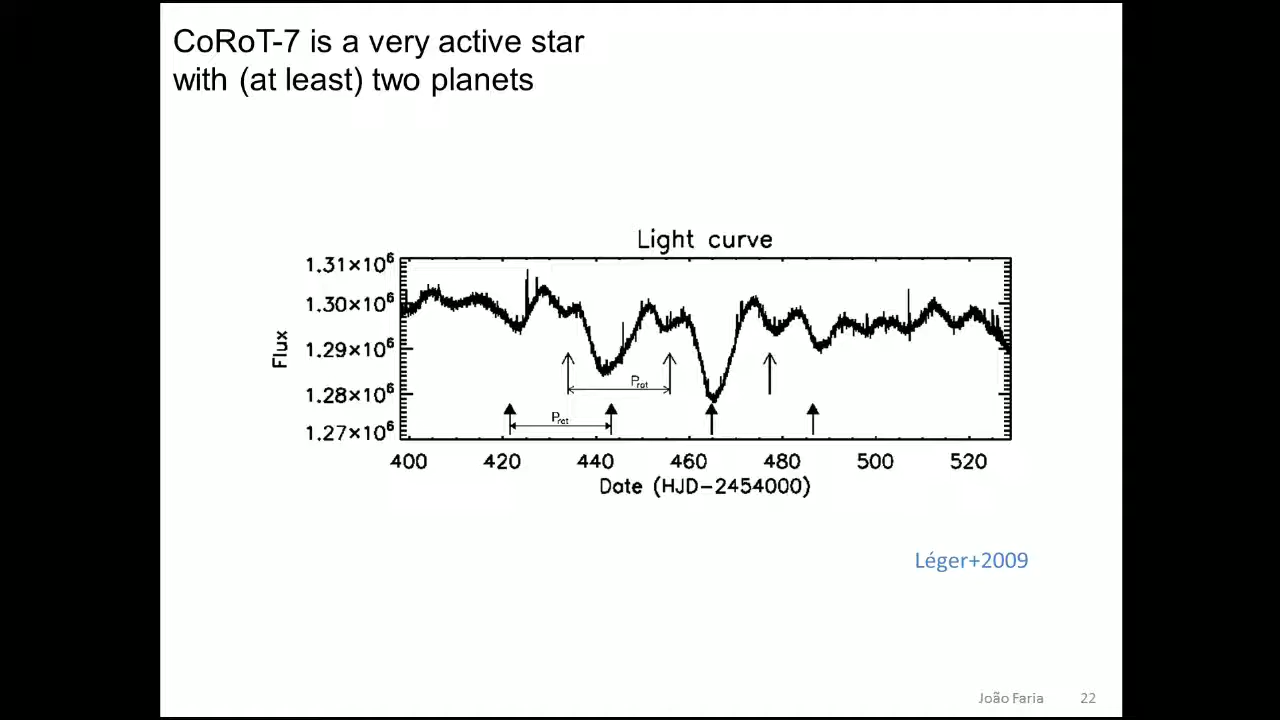 CoRoT-7 is a very active star
with (at least) two planets
Light curve
1.31×10⁶
1.30×10⁶
1.29×10⁶
1.28×10⁶
1.27×10⁶
Flux
Prot
Prot
400 420 440 460 480 500 520
Date (HJD−2454000)
Léger+2009
João Faria 22